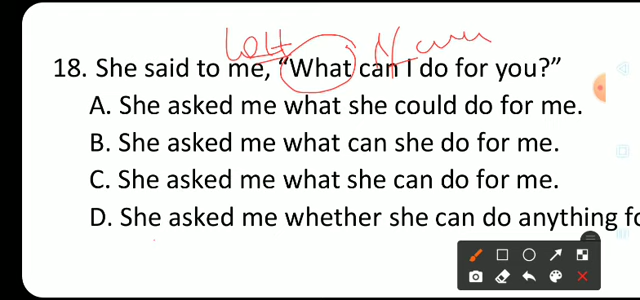 18. She said to me, “What can I do for you?”
A. She asked me what she could do for me.
B. She asked me what can she do for me.
C. She asked me what she can do for me.
D. She asked me whether she can do anything fo